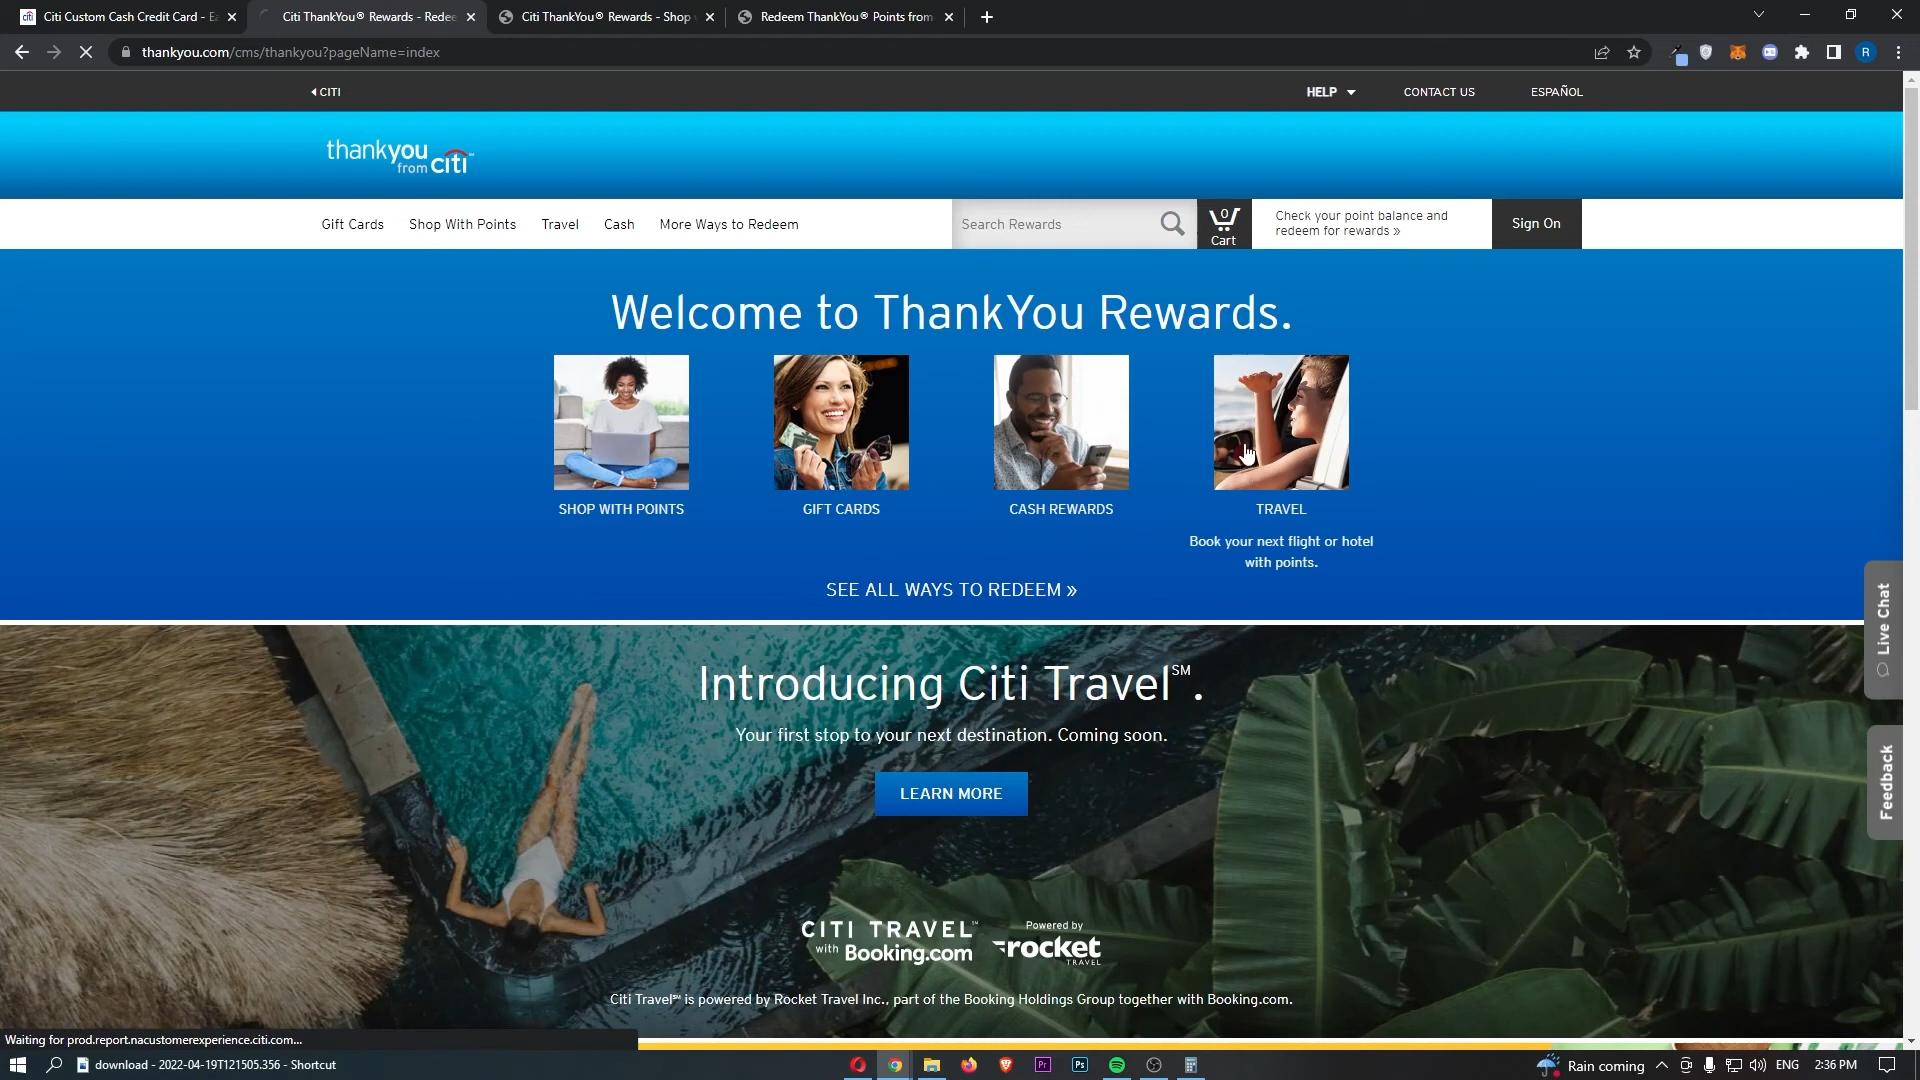 Citi Custom Cash Credit Card - Ea
Citi ThankYou® Rewards - Redee
Citi ThankYou® Rewards - Shop
Redeem ThankYou® Points from
thankyou.com/cms/thankyou?pageName=index
R
CITI
HELP
CONTACT US
ESPAÑOL
thankyou
from citi
Gift Cards
Shop With Points
Travel
Cash
More Ways to Redeem
Search Rewards
0
Cart
Check your point balance and
redeem for rewards »
Sign On
Welcome to ThankYou Rewards.
SHOP WITH POINTS
GIFT CARDS
CASH REWARDS
TRAVEL
Book your next flight or hotel
with points.
SEE ALL WAYS TO REDEEM »
Live Chat
Feedback
Introducing Citi Travel℠.
Your first stop to your next destination. Coming soon.
LEARN MORE
CITI TRAVEL™
with Booking.com
Powered by
rocket
TRAVEL
Citi Travel℠ is powered by Rocket Travel Inc., part of the Booking Holdings Group together with Booking.com.
Waiting for prod.report.nacustomerexperience.citi.com...
download - 2022-04-19T121505.356 - Shortcut
Pr
Ps
Rain coming
ENG
2:36 PM